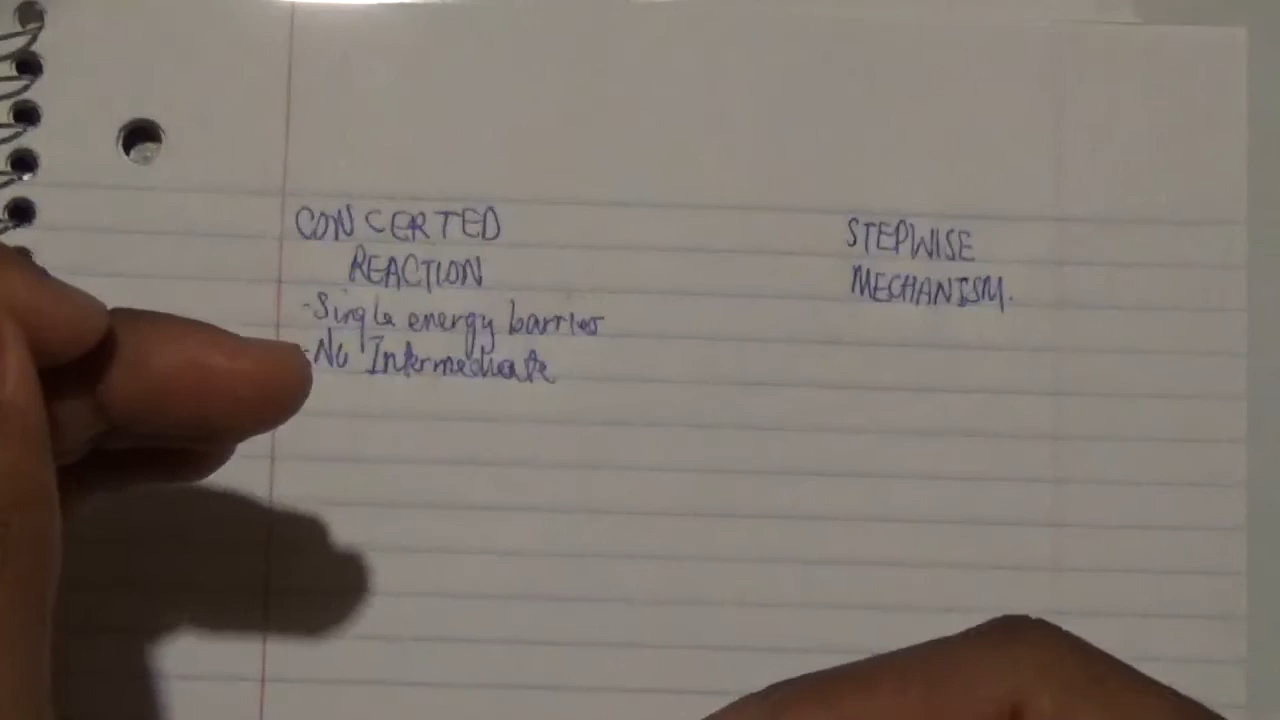 CONCERTED
REACTION
-Single energy barrier
-No Intermediate
STEPWISE
MECHANISM.